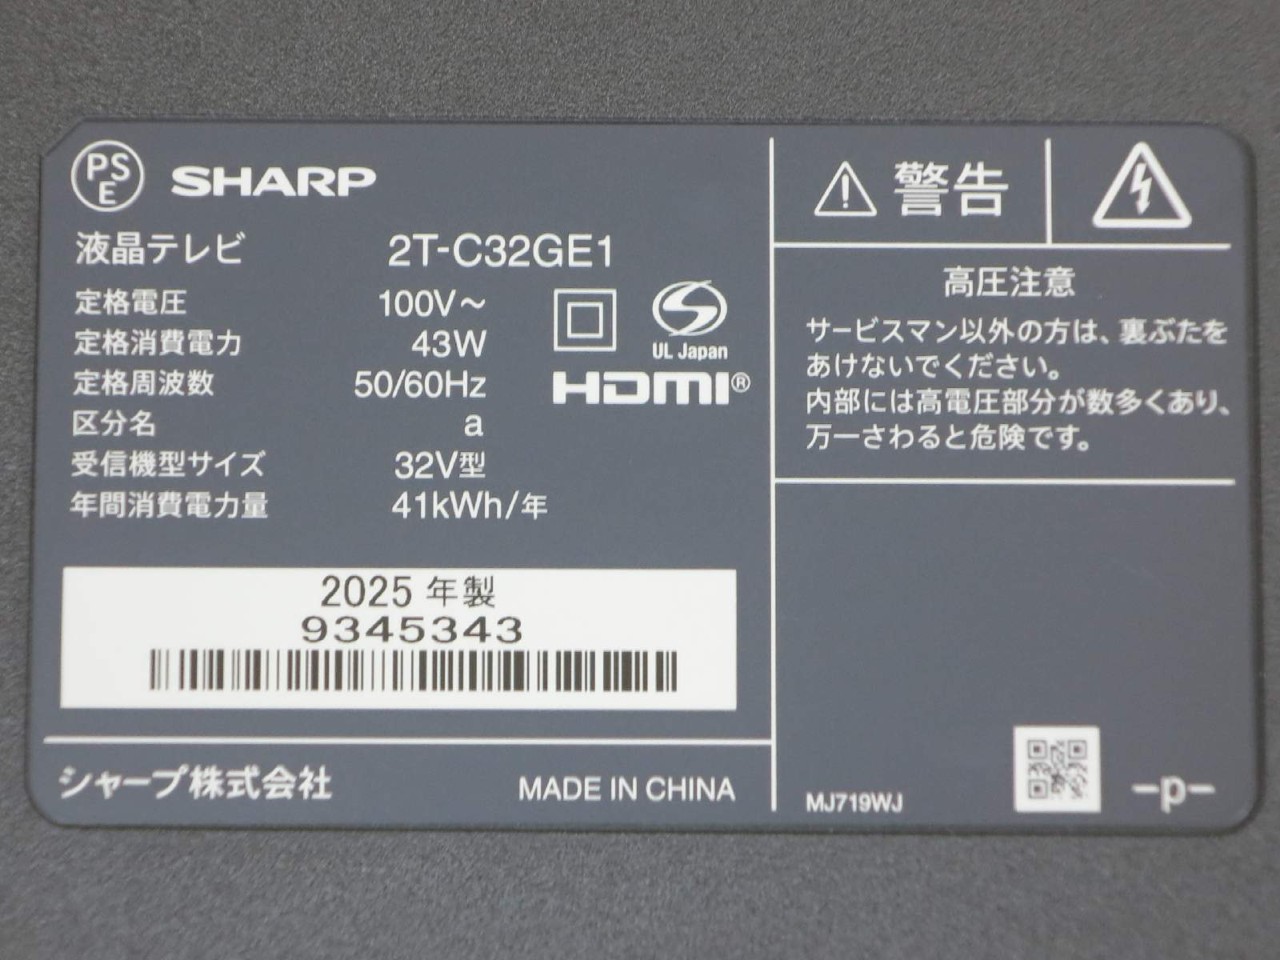 PS
E
SHARP
液晶テレビ 2T-C32GE1
定格電圧 100V～
定格消費電力 43W
定格周波数 50/60Hz
区分名 a
受信機型サイズ 32V型
年間消費電力量 41kWh/年
S
UL Japan
HDMI®
2025 年製
9345343
シャープ株式会社 MADE IN CHINA
警告
高圧注意
サービスマン以外の方は、裏ぶたを
あけないでください。
内部には高電圧部分が数多くあり、
万一さわると危険です。
MJ719WJ
-p-